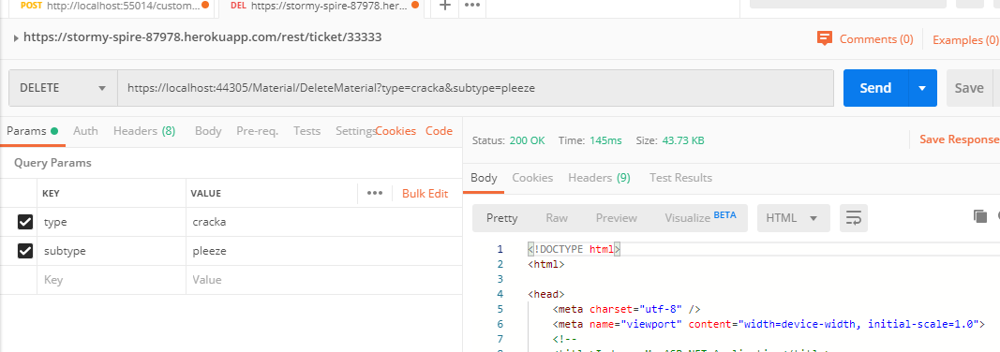 POST http://localhost:55014/custom... DEL https://stormy-spire-87978.her... + •••
https://stormy-spire-87978.herokuapp.com/rest/ticket/33333 Comments (0) Examples (0)
DELETE https://localhost:44305/Material/DeleteMaterial?type=cracka&subtype=pleeze Send Save
Params Auth Headers (8) Body Pre-req. Tests Settings Cookies Code
Query Params
KEY VALUE ••• Bulk Edit
type cracka
subtype pleeze
Key Value
Status: 200 OK Time: 145ms Size: 43.73 KB Save Response
Body Cookies Headers (9) Test Results
Pretty Raw Preview Visualize BETA HTML
1 <!DOCTYPE html>
2 <html>
3
4 <head>
5 <meta charset="utf-8" />
6 <meta name="viewport" content="width=device-width, initial-scale=1.0">
7 <!--